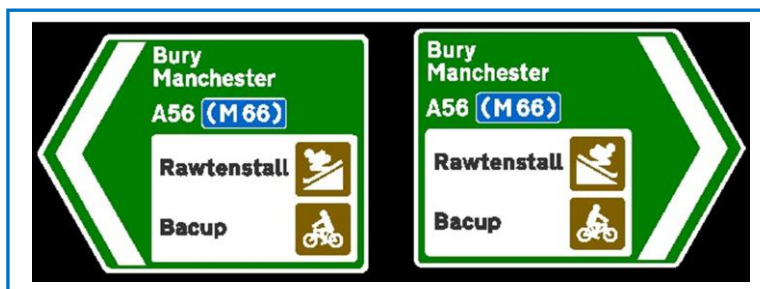 Bury
Manchester
A56 (M66)
Rawtenstall
Bacup
Bury
Manchester
A56 (M66)
Rawtenstall
Bacup